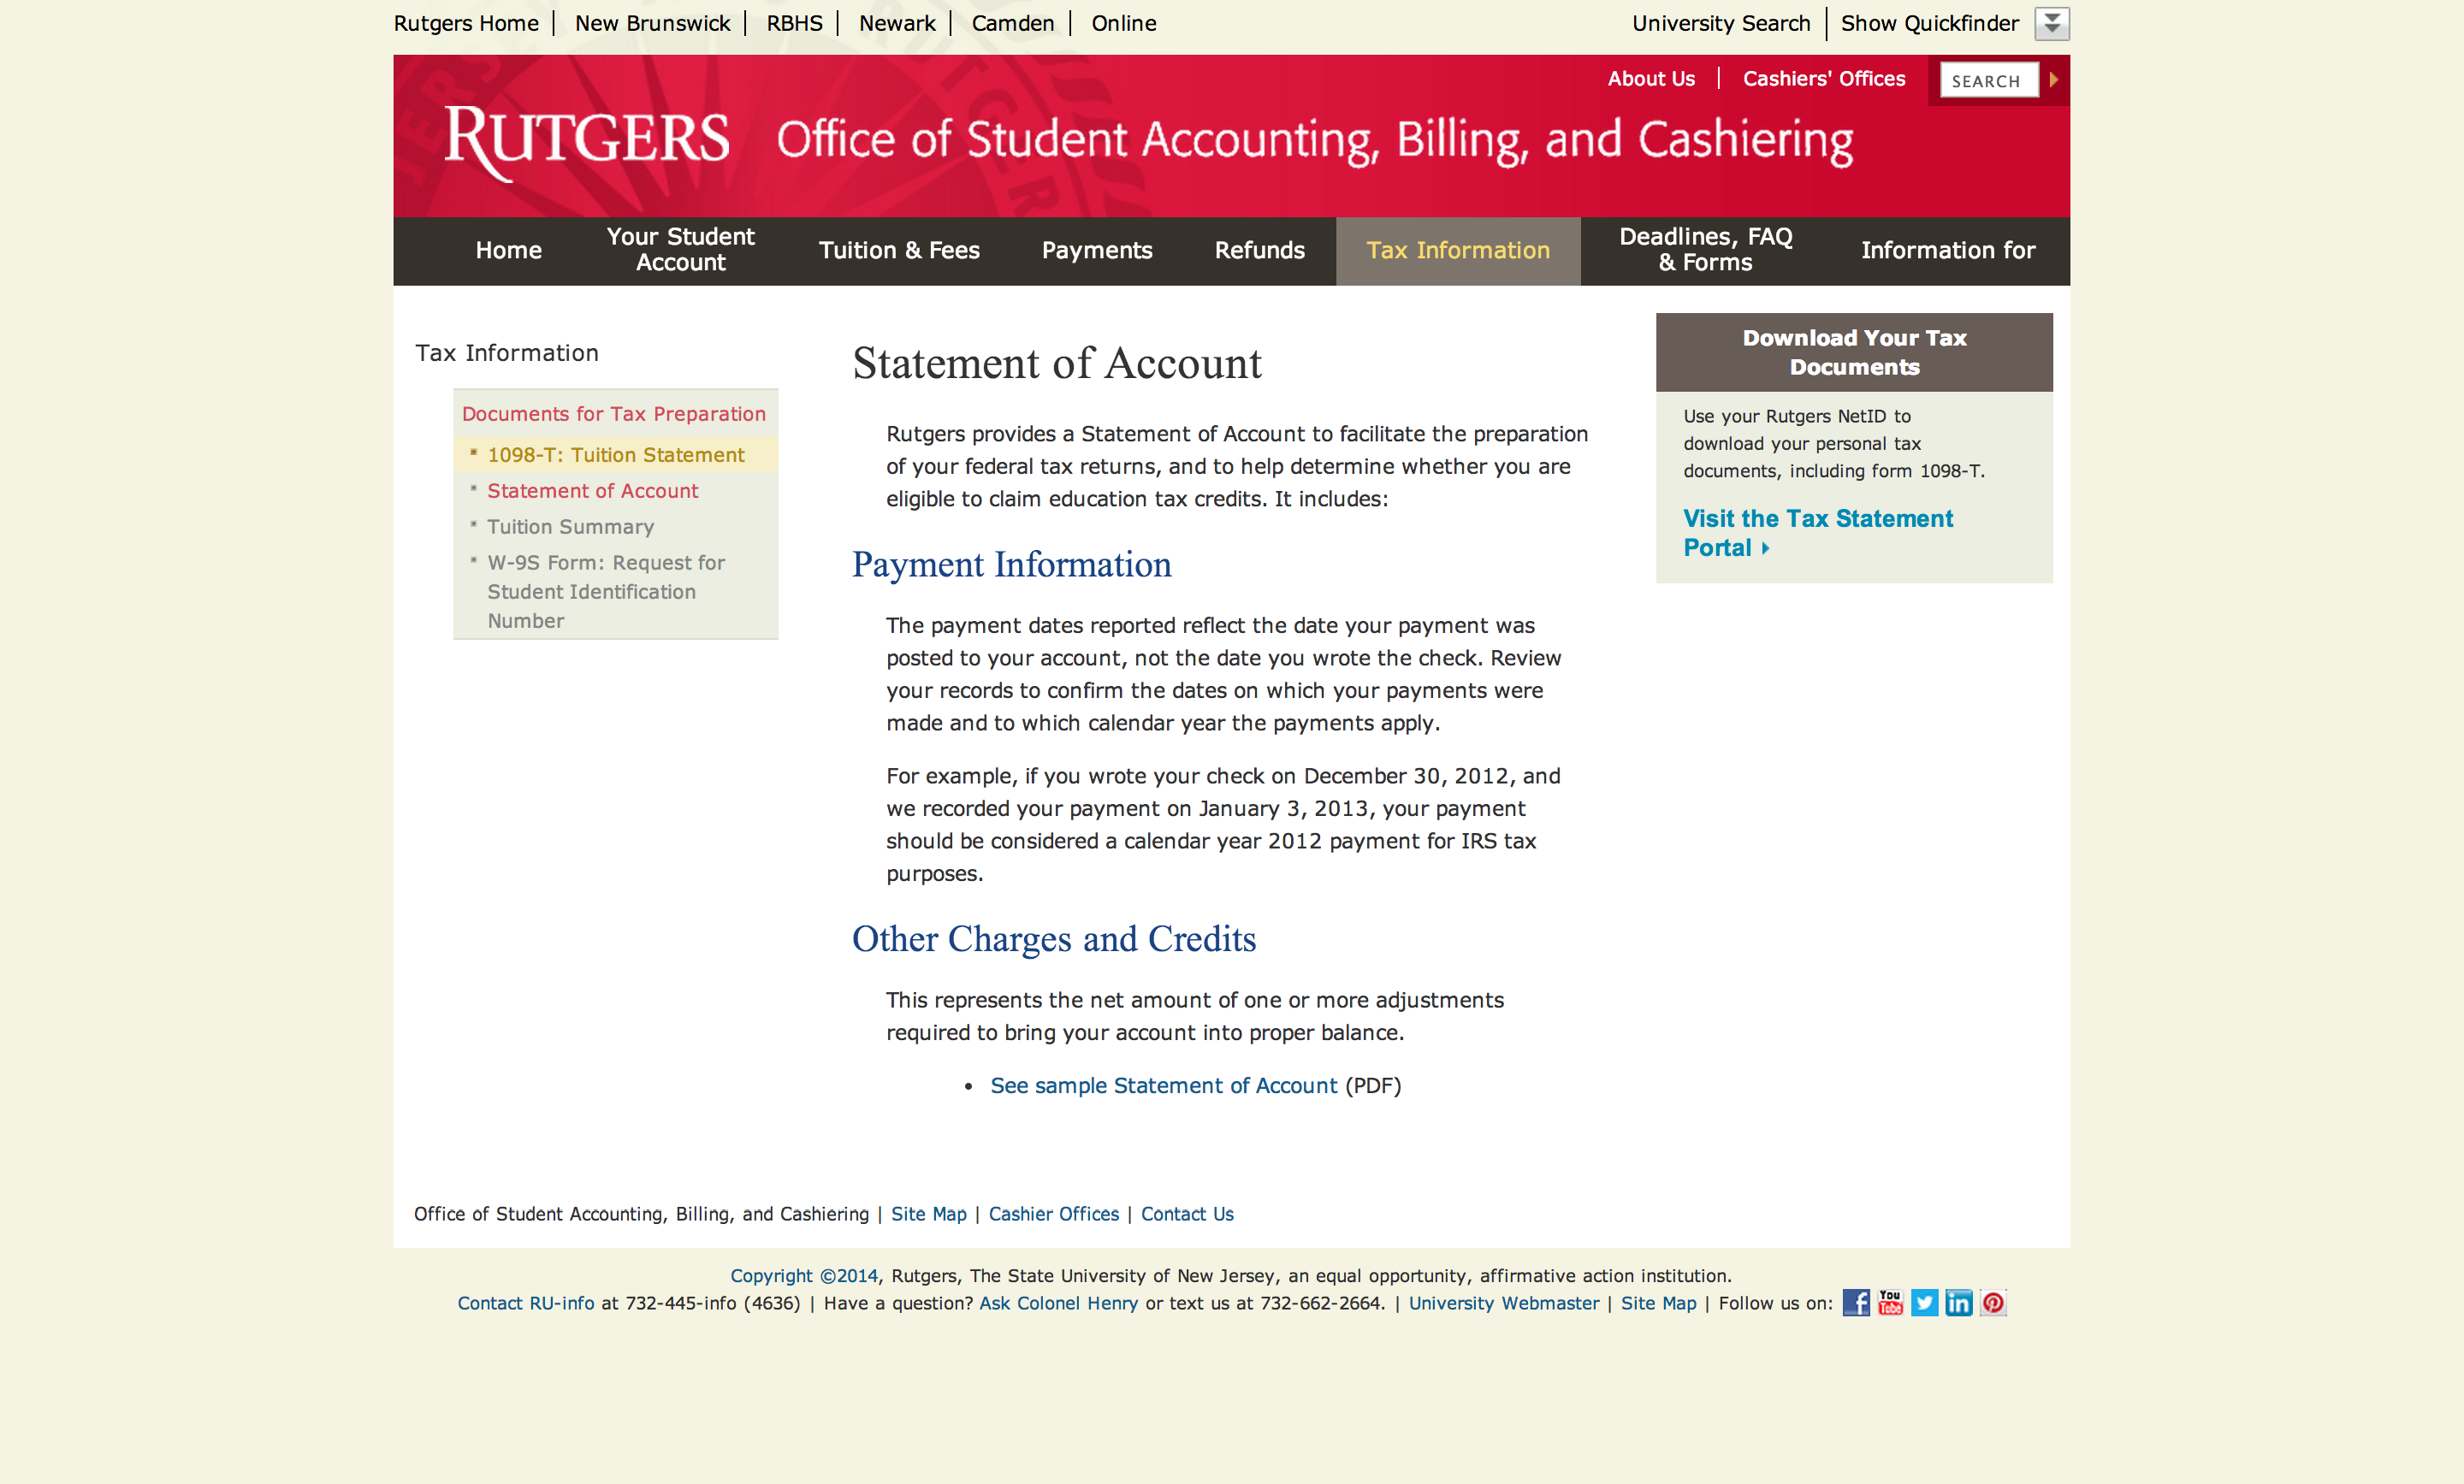 Rutgers Home | New Brunswick | RBHS | Newark | Camden | Online
University Search | Show Quickfinder
About Us | Cashiers' Offices
SEARCH
RUTGERS Office of Student Accounting, Billing, and Cashiering
Home
Your Student
Account
Tuition & Fees
Payments
Refunds
Tax Information
Deadlines, FAQ
& Forms
Information for
Tax Information
Documents for Tax Preparation
1098-T: Tuition Statement
Statement of Account
Tuition Summary
W-9S Form: Request for
Student Identification
Number
Statement of Account
Rutgers provides a Statement of Account to facilitate the preparation
of your federal tax returns, and to help determine whether you are
eligible to claim education tax credits. It includes:
Payment Information
The payment dates reported reflect the date your payment was
posted to your account, not the date you wrote the check. Review
your records to confirm the dates on which your payments were
made and to which calendar year the payments apply.
For example, if you wrote your check on December 30, 2012, and
we recorded your payment on January 3, 2013, your payment
should be considered a calendar year 2012 payment for IRS tax
purposes.
Other Charges and Credits
This represents the net amount of one or more adjustments
required to bring your account into proper balance.
• See sample Statement of Account (PDF)
Download Your Tax
Documents
Use your Rutgers NetID to
download your personal tax
documents, including form 1098-T.
Visit the Tax Statement
Portal
Office of Student Accounting, Billing, and Cashiering | Site Map | Cashier Offices | Contact Us
Copyright ©2014, Rutgers, The State University of New Jersey, an equal opportunity, affirmative action institution.
Contact RU-info at 732-445-info (4636) | Have a question? Ask Colonel Henry or text us at 732-662-2664. | University Webmaster | Site Map | Follow us on: f You Tube in